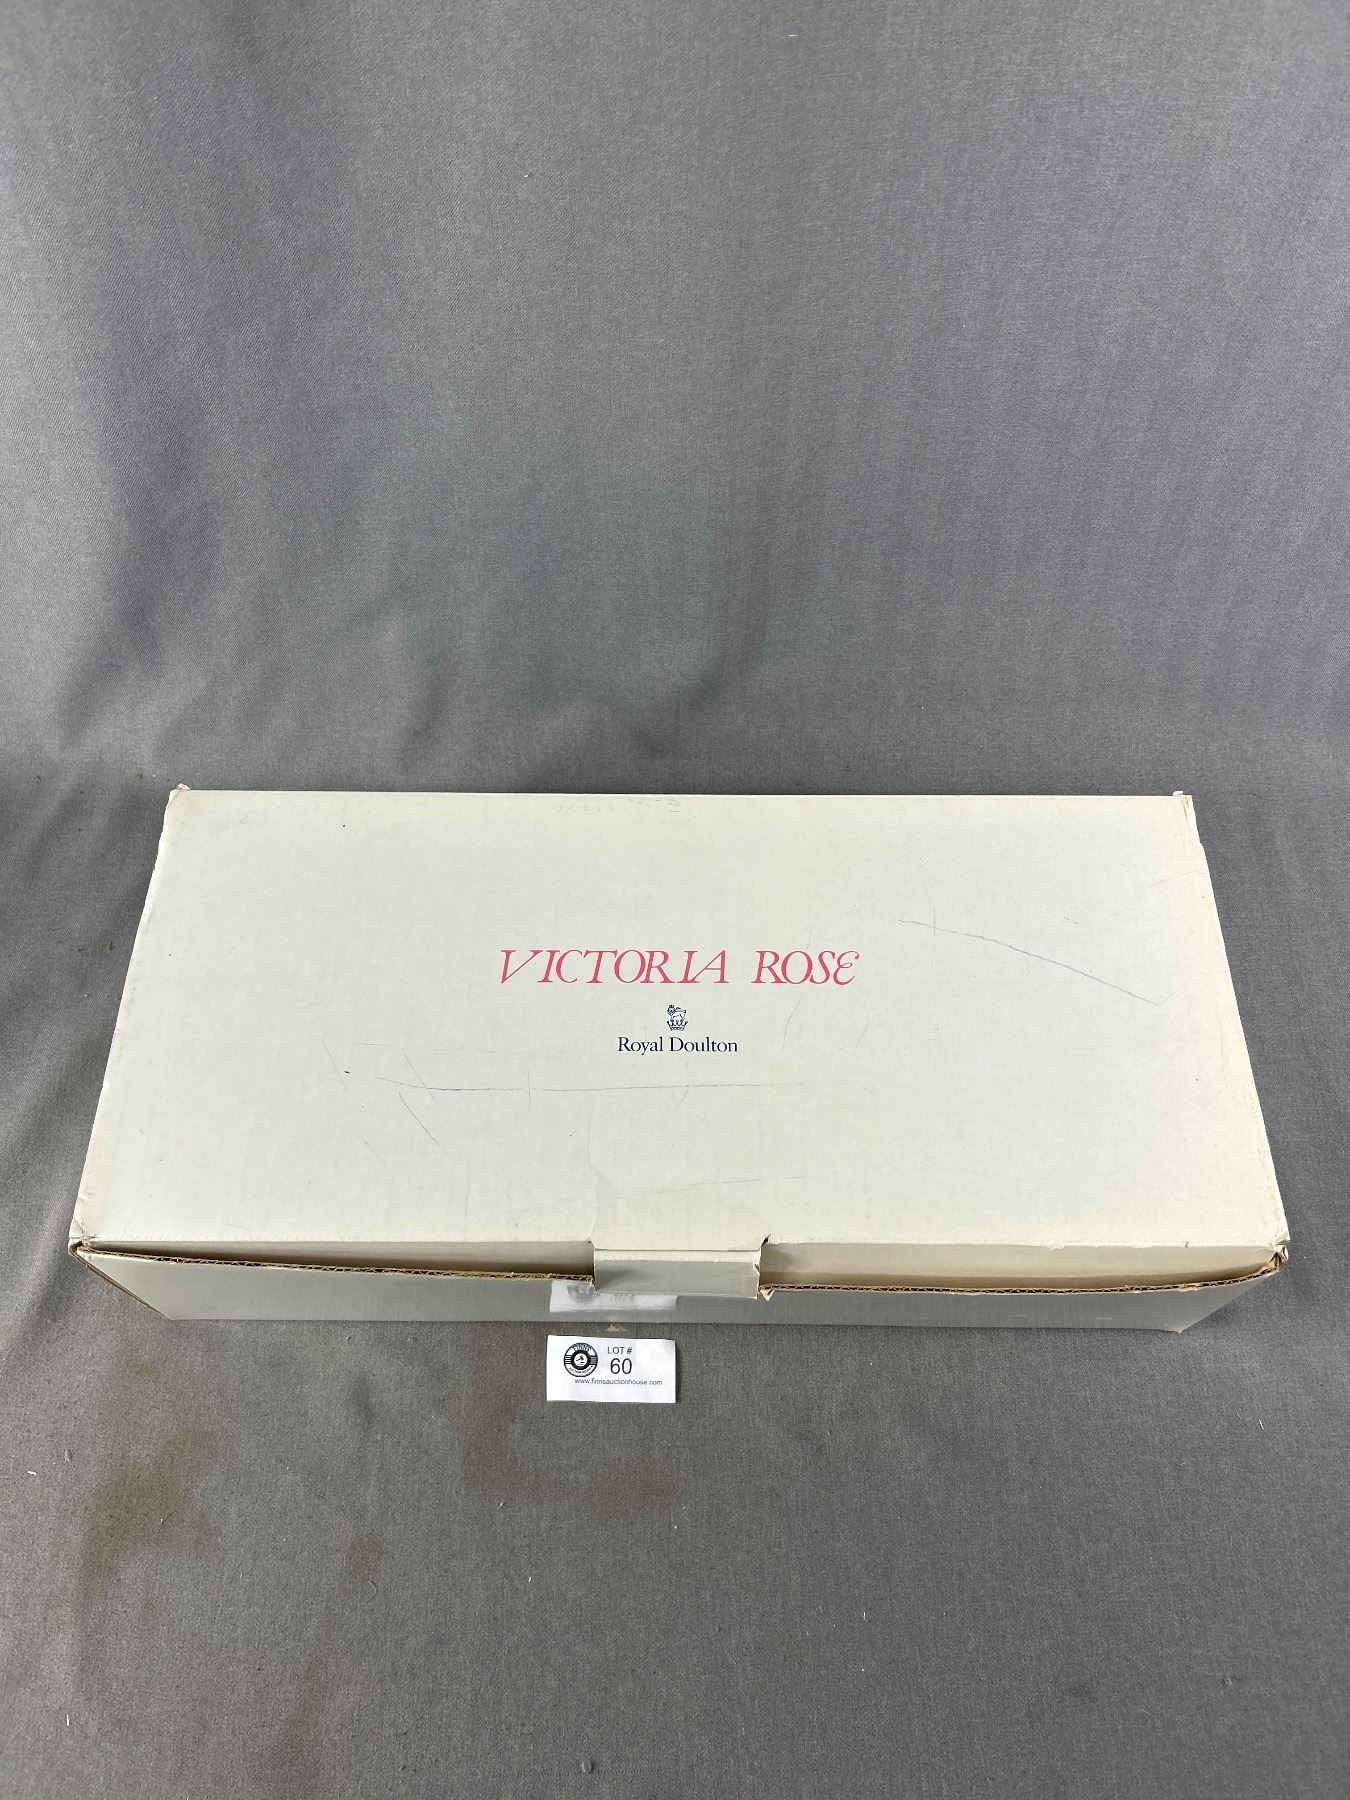 VICTORIA ROSE
Royal Doulton
LOT #
60
www.finnsauctionhouse.com